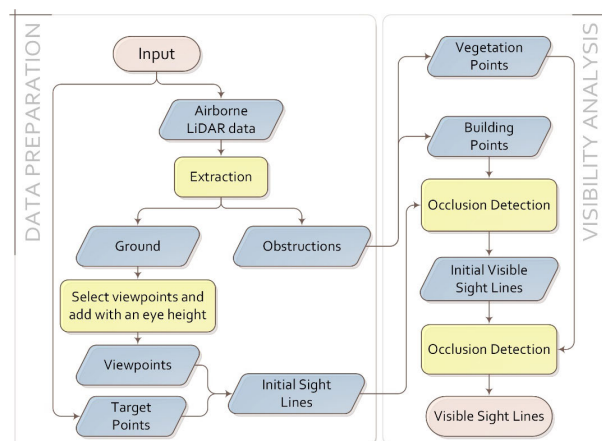 DATA PREPARATION
Input
Airborne
LiDAR data
Extraction
Ground
Obstructions
Select viewpoints and
add with an eye height
Viewpoints
Target
Points
Initial Sight
Lines
VISIBILITY ANALYSIS
Vegetation
Points
Building
Points
Occlusion Detection
Initial Visible
Sight Lines
Occlusion Detection
Visible Sight Lines